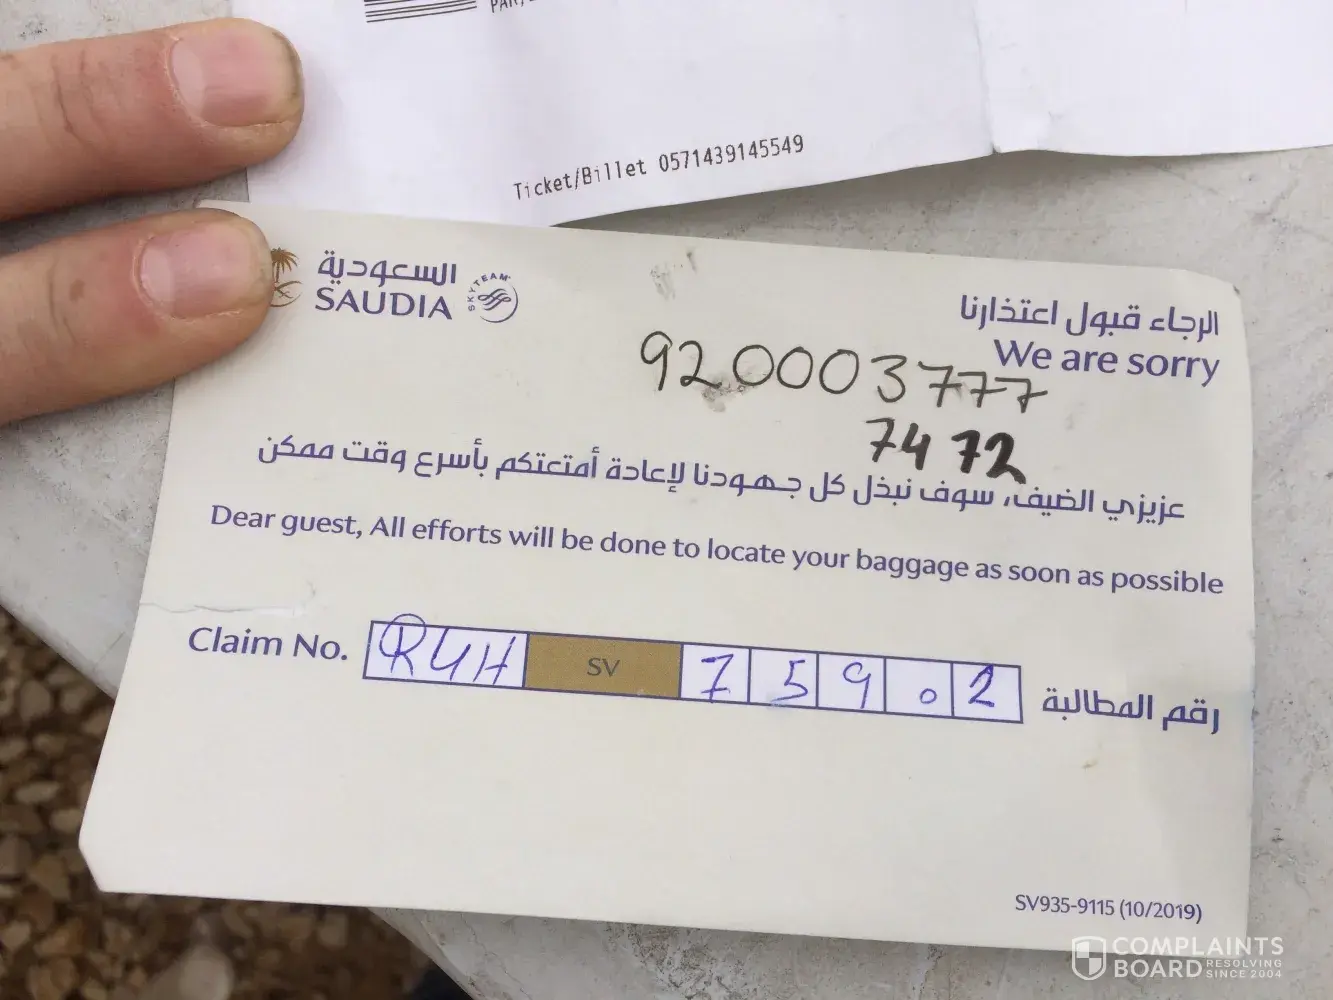 Ticket/Billet 0571439145549
السعودية
SAUDIA
SKYTEAM
الرجاء قبول اعتذارنا
We are sorry
9200003777
7472
عزيزي الضيف، سوف نبذل كل جهودنا لإعادة أمتعتكم بأسرع وقت ممكن
Dear guest, All efforts will be done to locate your baggage as soon as possible
Claim No. RUH SV 7 5 9 0 2 رقم المطالبة
SV935-9115 (10/2019)
COMPLAINTS
BOARD RESOLVING SINCE 2004